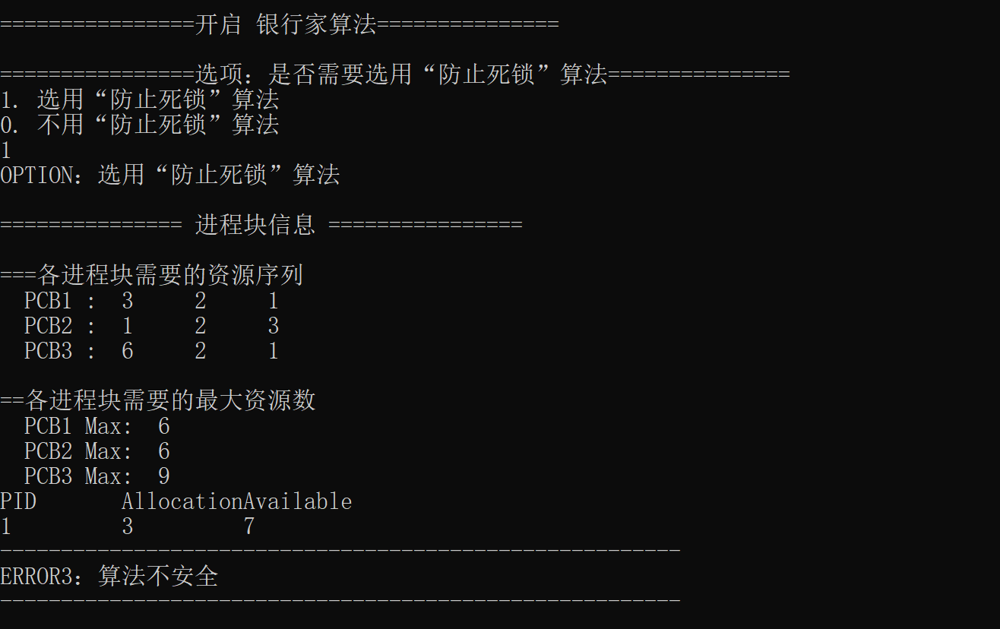 ================开启 银行家算法===============
================选项：是否需要选用“防止死锁”算法===============
1. 选用“防止死锁”算法
0. 不用“防止死锁”算法
1
OPTION：选用“防止死锁”算法
=============== 进程块信息 ================
===各进程块需要的资源序列
PCB1 :  3     2     1
PCB2 :  1     2     3
PCB3 :  6     2     1
==各进程块需要的最大资源数
PCB1 Max:  6
PCB2 Max:  6
PCB3 Max:  9
PID       AllocationAvailable
1         3         7
--------------------------------------------------------
ERROR3：算法不安全
--------------------------------------------------------